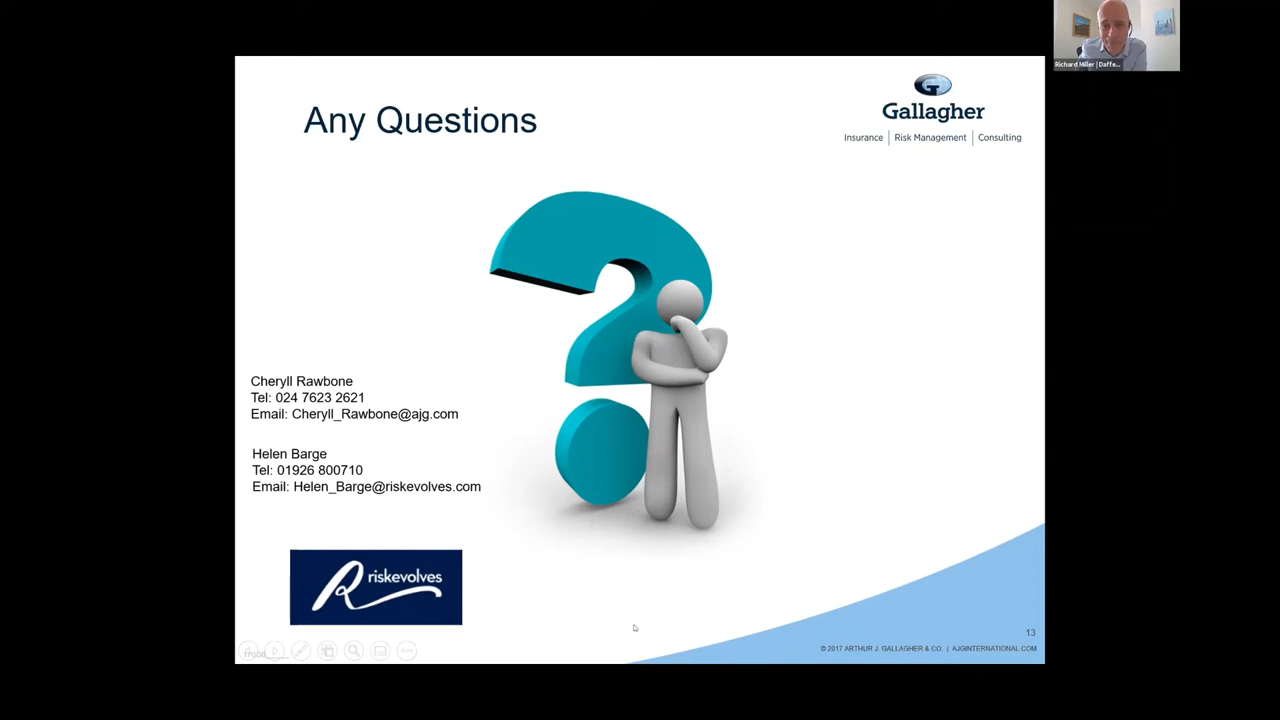 Richard Miller | Daffe...
Any Questions
Gallagher
Insurance | Risk Management | Consulting
Cheryll Rawbone
Tel: 024 7623 2621
Email: Cheryll_Rawbone@ajg.com
Helen Barge
Tel: 01926 800710
Email: Helen_Barge@riskevolves.com
riskevolves
13
© 2017 ARTHUR J. GALLAGHER & CO. | AJGINTERNATIONAL.COM